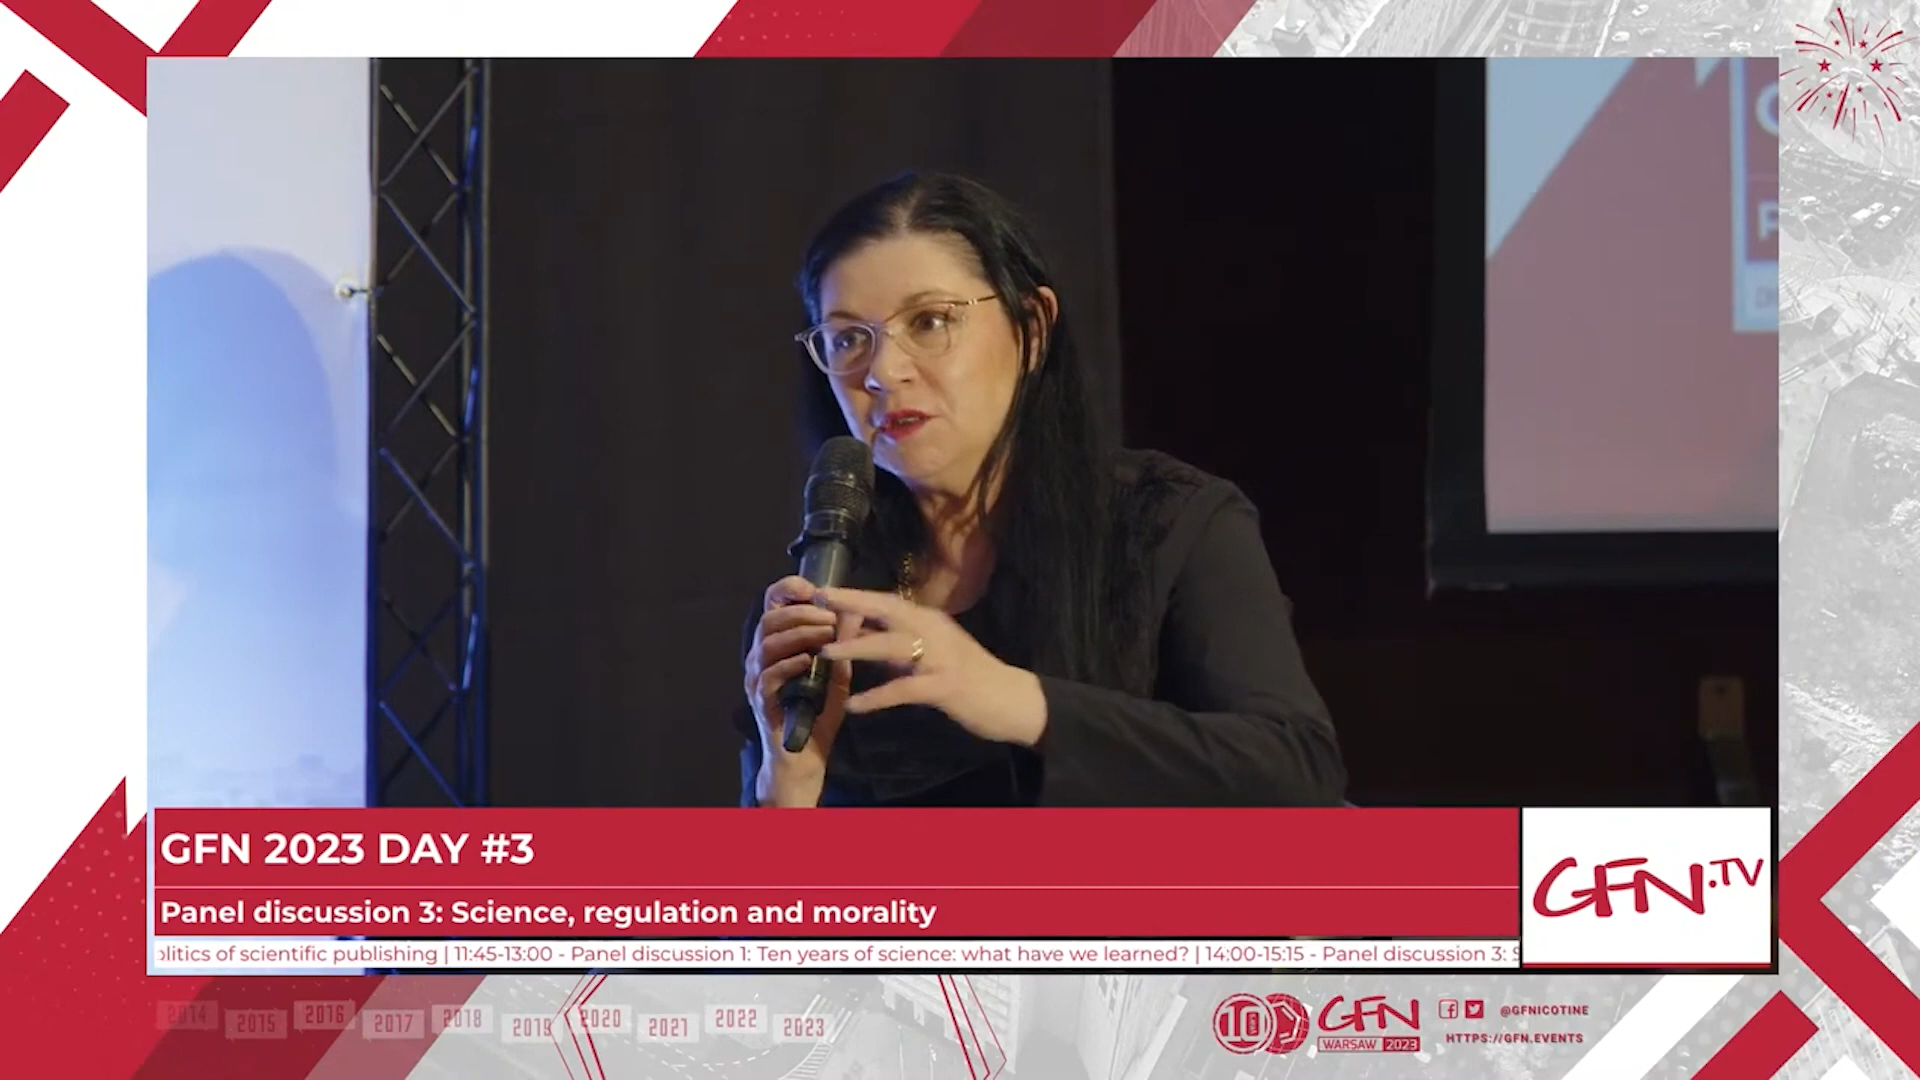 GFN 2023 DAY #3
Panel discussion 3: Science, regulation and morality
olitics of scientific publishing | 11:45-13:00 - Panel discussion 1: Ten years of science: what have we learned? | 14:00-15:15 - Panel discussion 3: S
GFN.TV
2014 2015 2016 2017 2018 2019 2020 2021 2022 2023
10 GFN
WARSAW 2023
@GFNICOTINE
HTTPS://GFN.EVENTS